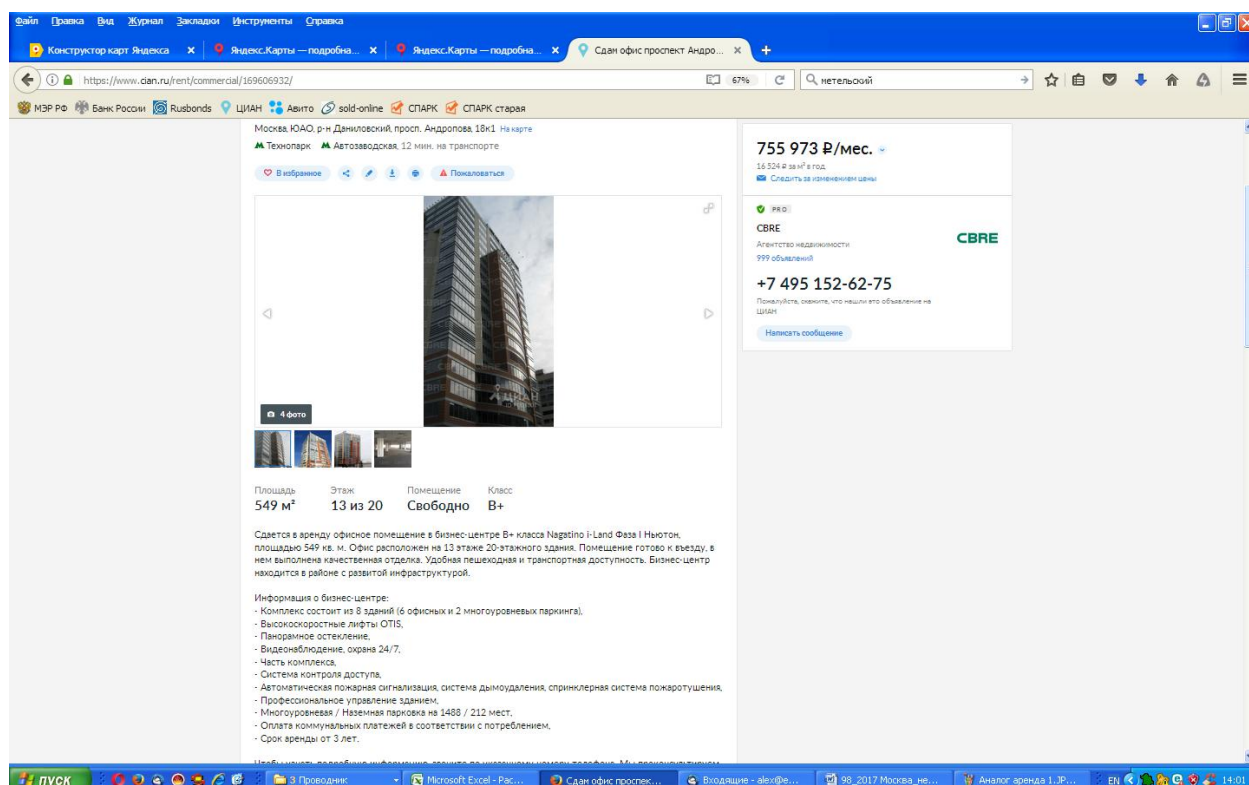 Файл Правка Вид Журнал Закладки Инструменты Справка
Конструктор карт Яндекса
Яндекс.Карты — подробна...
Яндекс.Карты — подробна...
Сдам офис проспект Андро...
https://www.cian.ru/rent/commercial/169606932/
67%
нетельский
МЭР РФ Банк России Rusbonds ЦИАН Авито sold-online СПАРК СПАРК старая
Москва, ЮАО, р-н Даниловский, просп. Андропова, 18к1 На карте
Технопарк Автозаводская, 12 мин. на транспорте
В избранное
Пожаловаться
755 973 ₽/мес.
16 524 ₽ за м² в год
Следить за изменением цены
PRO
CBRE
Агентство недвижимости
999 объявлений
CBRE
+7 495 152-62-75
Пожалуйста, скажите, что нашли это объявление на
ЦИАН
Написать сообщение
ЦИАН
4 фото
Площадь Этаж Помещение Класс
549 м² 13 из 20 Свободно B+
Сдается в аренду офисное помещение в бизнес-центре B+ класса Nagatino i-Land Фаза I Ньютон,
площадью 549 кв. м. Офис расположен на 13 этаже 20-этажного здания. Помещение готово к въезду, в
нем выполнена качественная отделка. Удобная пешеходная и транспортная доступность. Бизнес-центр
находится в районе с развитой инфраструктурой.
Информация о бизнес-центре:
- Комплекс состоит из 8 зданий (6 офисных и 2 многоуровневых паркинга),
- Высокоскоростные лифты OTIS,
- Панорамное остекление,
- Видеонаблюдение, охрана 24/7,
- Часть комплекса,
- Система контроля доступа,
- Автоматическая пожарная сигнализация, система дымоудаления, спринклерная система пожаротушения,
- Профессиональное управление зданием,
- Многоуровневая / Наземная парковка на 1488 / 212 мест,
- Оплата коммунальных платежей в соответствии с потреблением,
- Срок аренды от 3 лет.
пуск
3 Проводник
Microsoft Excel - Рас...
Сдам офис проспек...
Входящие - alex@e...
98_2017 Москва_не...
Аналог аренда 1.JP...
EN
14:01